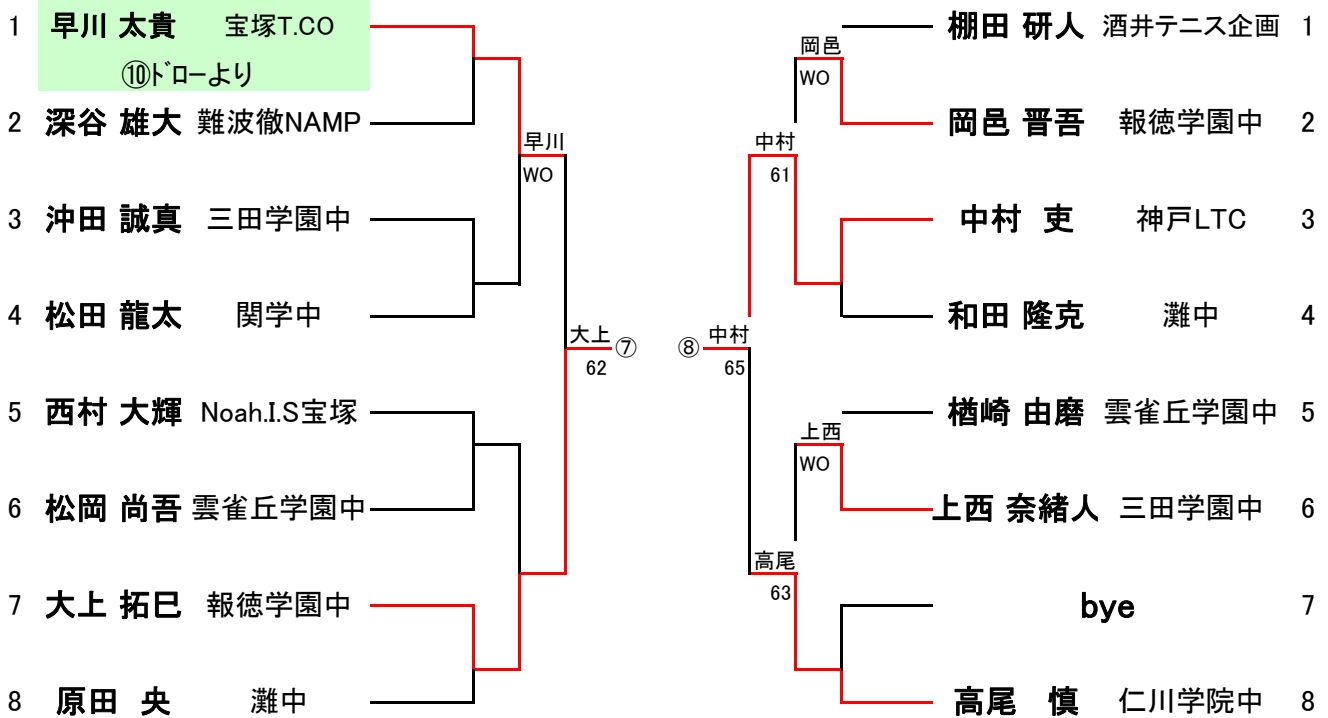 1 早川 太貴 宝塚T.CO
⑩ﾄﾞﾛｰより
2 深谷 雄大 難波徹NAMP
早川
WO
3 沖田 誠真 三田学園中
4 松田 龍太 関学中
大上
62
⑦
5 西村 大輝 Noah.I.S宝塚
6 松岡 尚吾 雲雀丘学園中
7 大上 拓巳 報徳学園中
8 原田 央 灘中
棚田 研人 酒井テニス企画 1
岡邑
WO
岡邑 晋吾 報徳学園中 2
中村
61
中村 吏 神戸LTC 3
和田 隆克 灘中 4
⑧
中村
65
楢崎 由磨 雲雀丘学園中 5
上西
WO
上西 奈緒人 三田学園中 6
高尾
63
bye 7
高尾 慎 仁川学院中 8